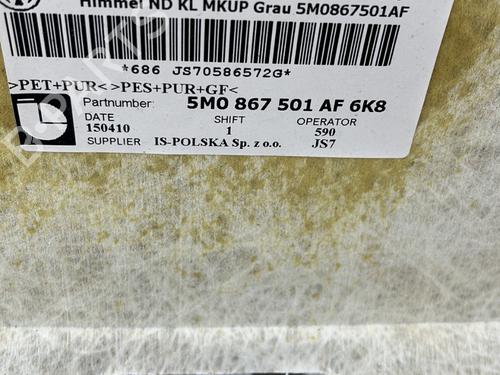 Himmel ND KL MKUP Grau 5M0867501AF
*686 JS70586572G*
>PET+PUR< >PES+PUR+GF<
Partnumber: 5M0 867 501 AF 6K8
DATE SHIFT OPERATOR
150410 1 590
SUPPLIER IS-POLSKA Sp. z o.o. JS7
B-PARTS